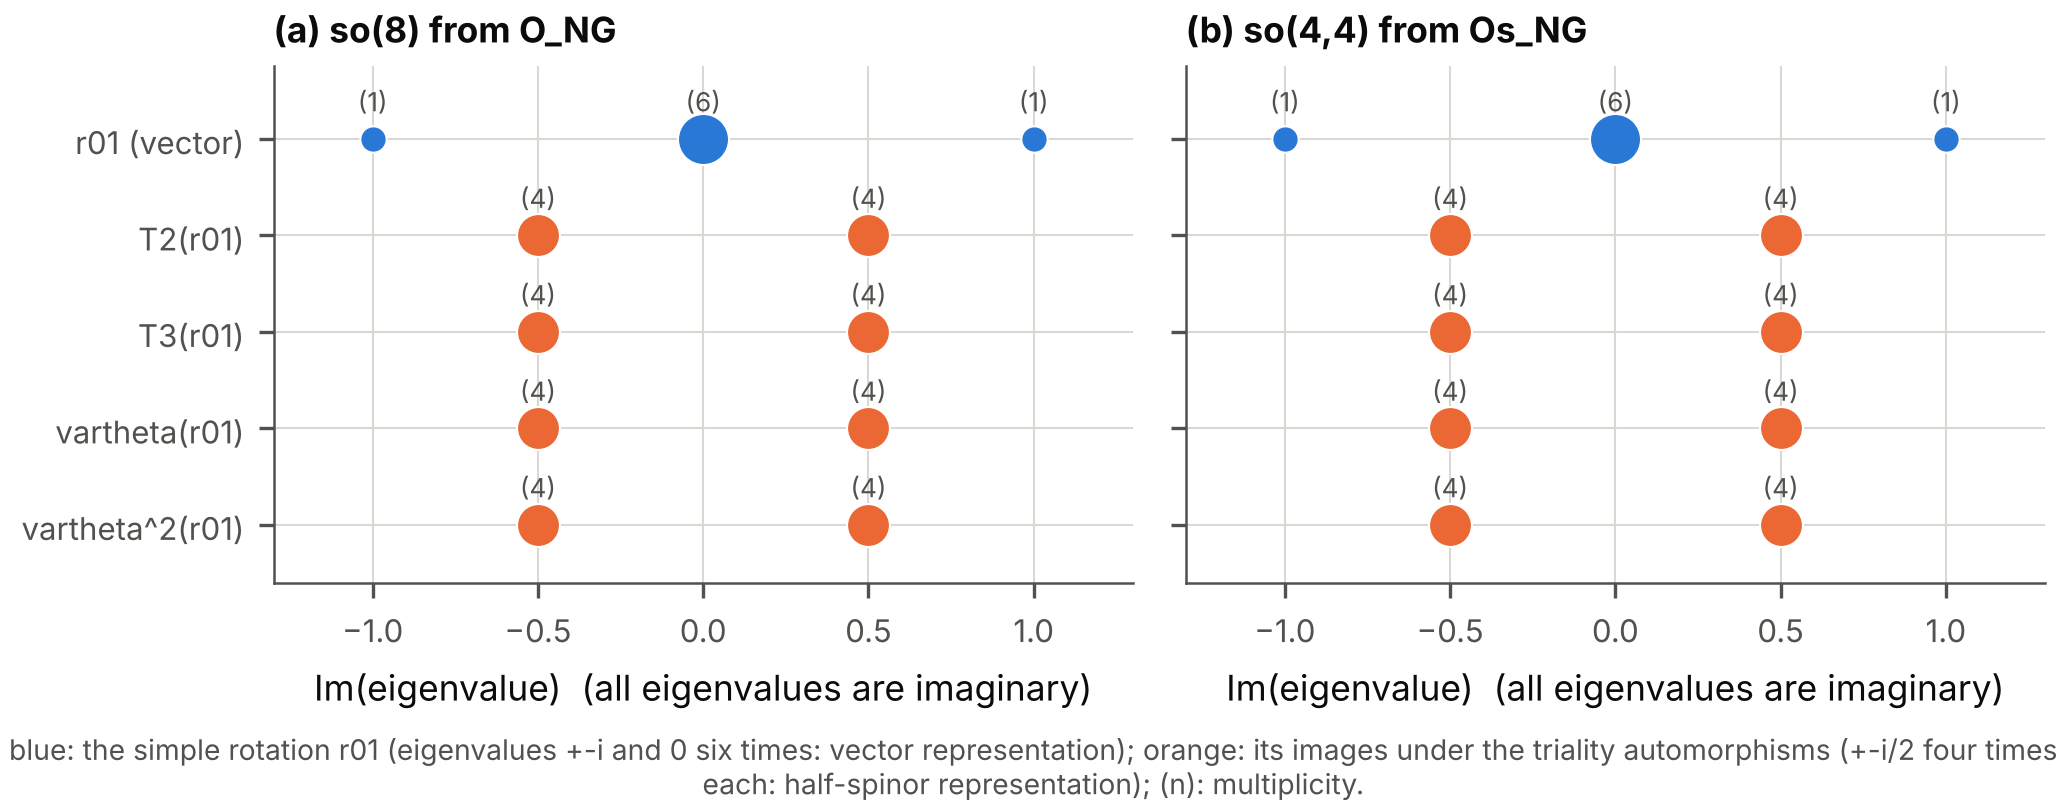 (a) so(8) from O_NG
(1) (6) (1)
r01 (vector)
(4) (4)
T2(r01)
(4) (4)
T3(r01)
(4) (4)
vartheta(r01)
(4) (4)
vartheta^2(r01)
−1.0 −0.5 0.0 0.5 1.0
Im(eigenvalue) (all eigenvalues are imaginary)
(b) so(4,4) from Os_NG
(1) (6) (1)
(4) (4)
(4) (4)
(4) (4)
(4) (4)
−1.0 −0.5 0.0 0.5 1.0
Im(eigenvalue) (all eigenvalues are imaginary)
blue: the simple rotation r01 (eigenvalues +-i and 0 six times: vector representation); orange: its images under the triality automorphisms (+-i/2 four times
each: half-spinor representation); (n): multiplicity.